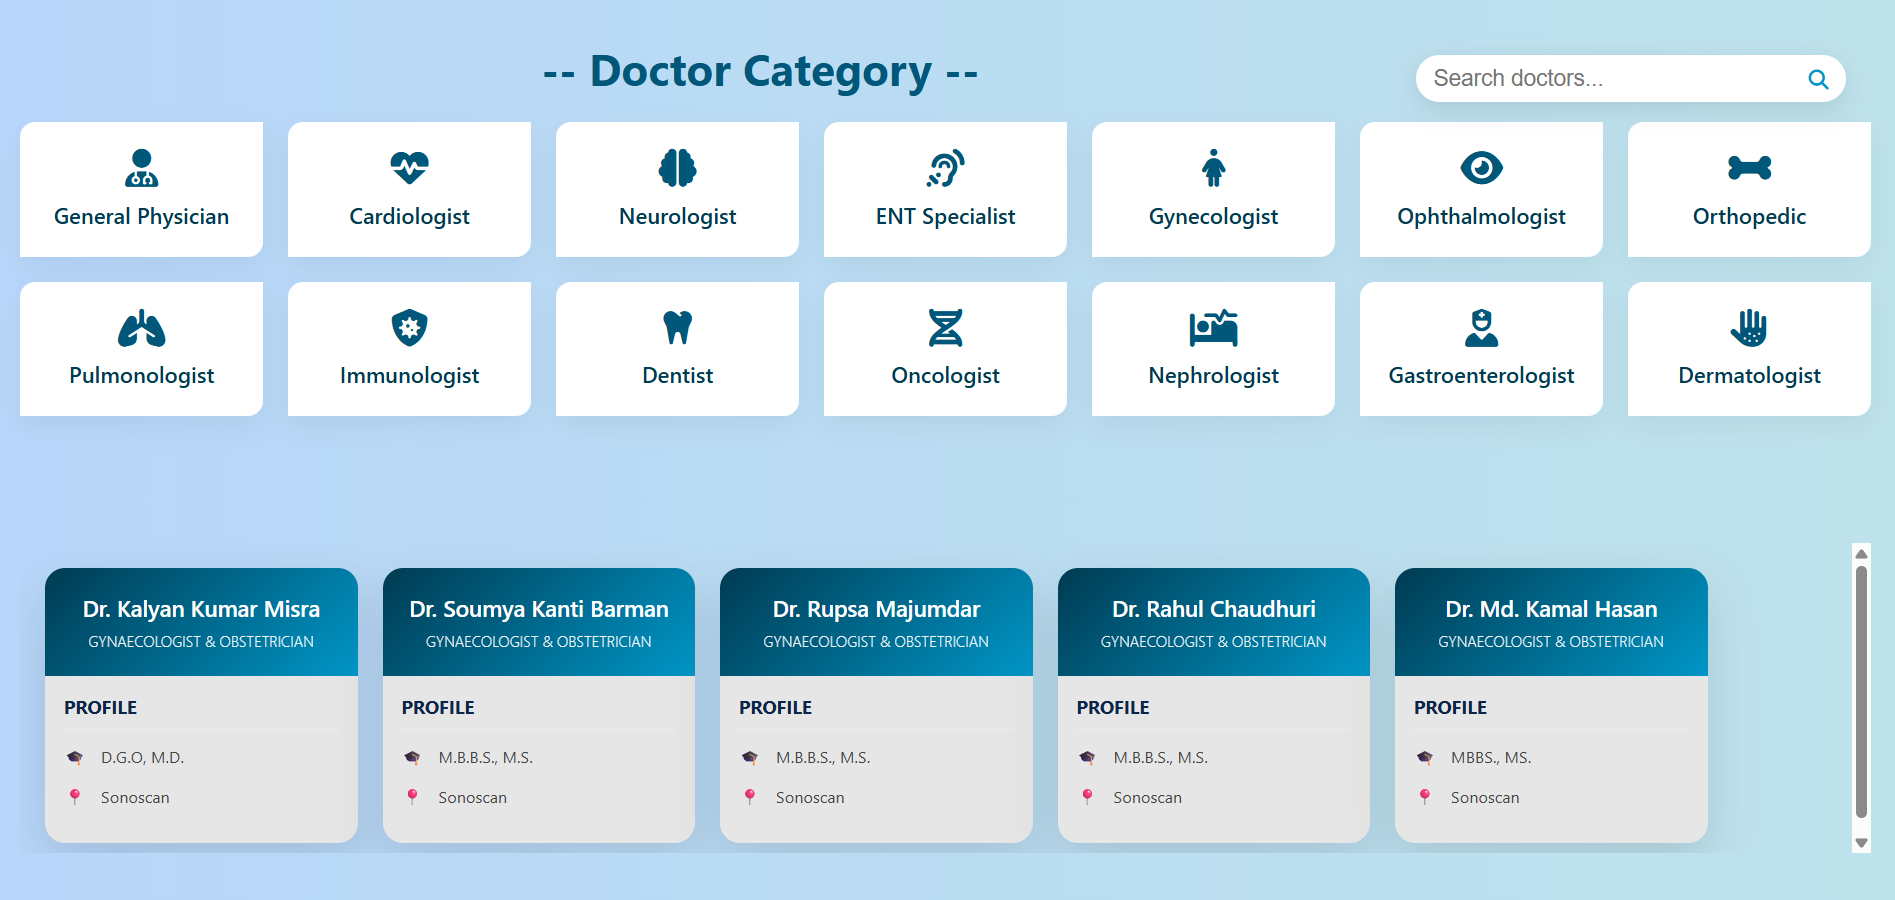 -- Doctor Category --
Search doctors...
General Physician
Cardiologist
Neurologist
ENT Specialist
Gynecologist
Ophthalmologist
Orthopedic
Pulmonologist
Immunologist
Dentist
Oncologist
Nephrologist
Gastroenterologist
Dermatologist
Dr. Kalyan Kumar Misra
GYNAECOLOGIST & OBSTETRICIAN
PROFILE
D.G.O, M.D.
Sonoscan
Dr. Soumya Kanti Barman
GYNAECOLOGIST & OBSTETRICIAN
PROFILE
M.B.B.S., M.S.
Sonoscan
Dr. Rupsa Majumdar
GYNAECOLOGIST & OBSTETRICIAN
PROFILE
M.B.B.S., M.S.
Sonoscan
Dr. Rahul Chaudhuri
GYNAECOLOGIST & OBSTETRICIAN
PROFILE
M.B.B.S., M.S.
Sonoscan
Dr. Md. Kamal Hasan
GYNAECOLOGIST & OBSTETRICIAN
PROFILE
MBBS., MS.
Sonoscan